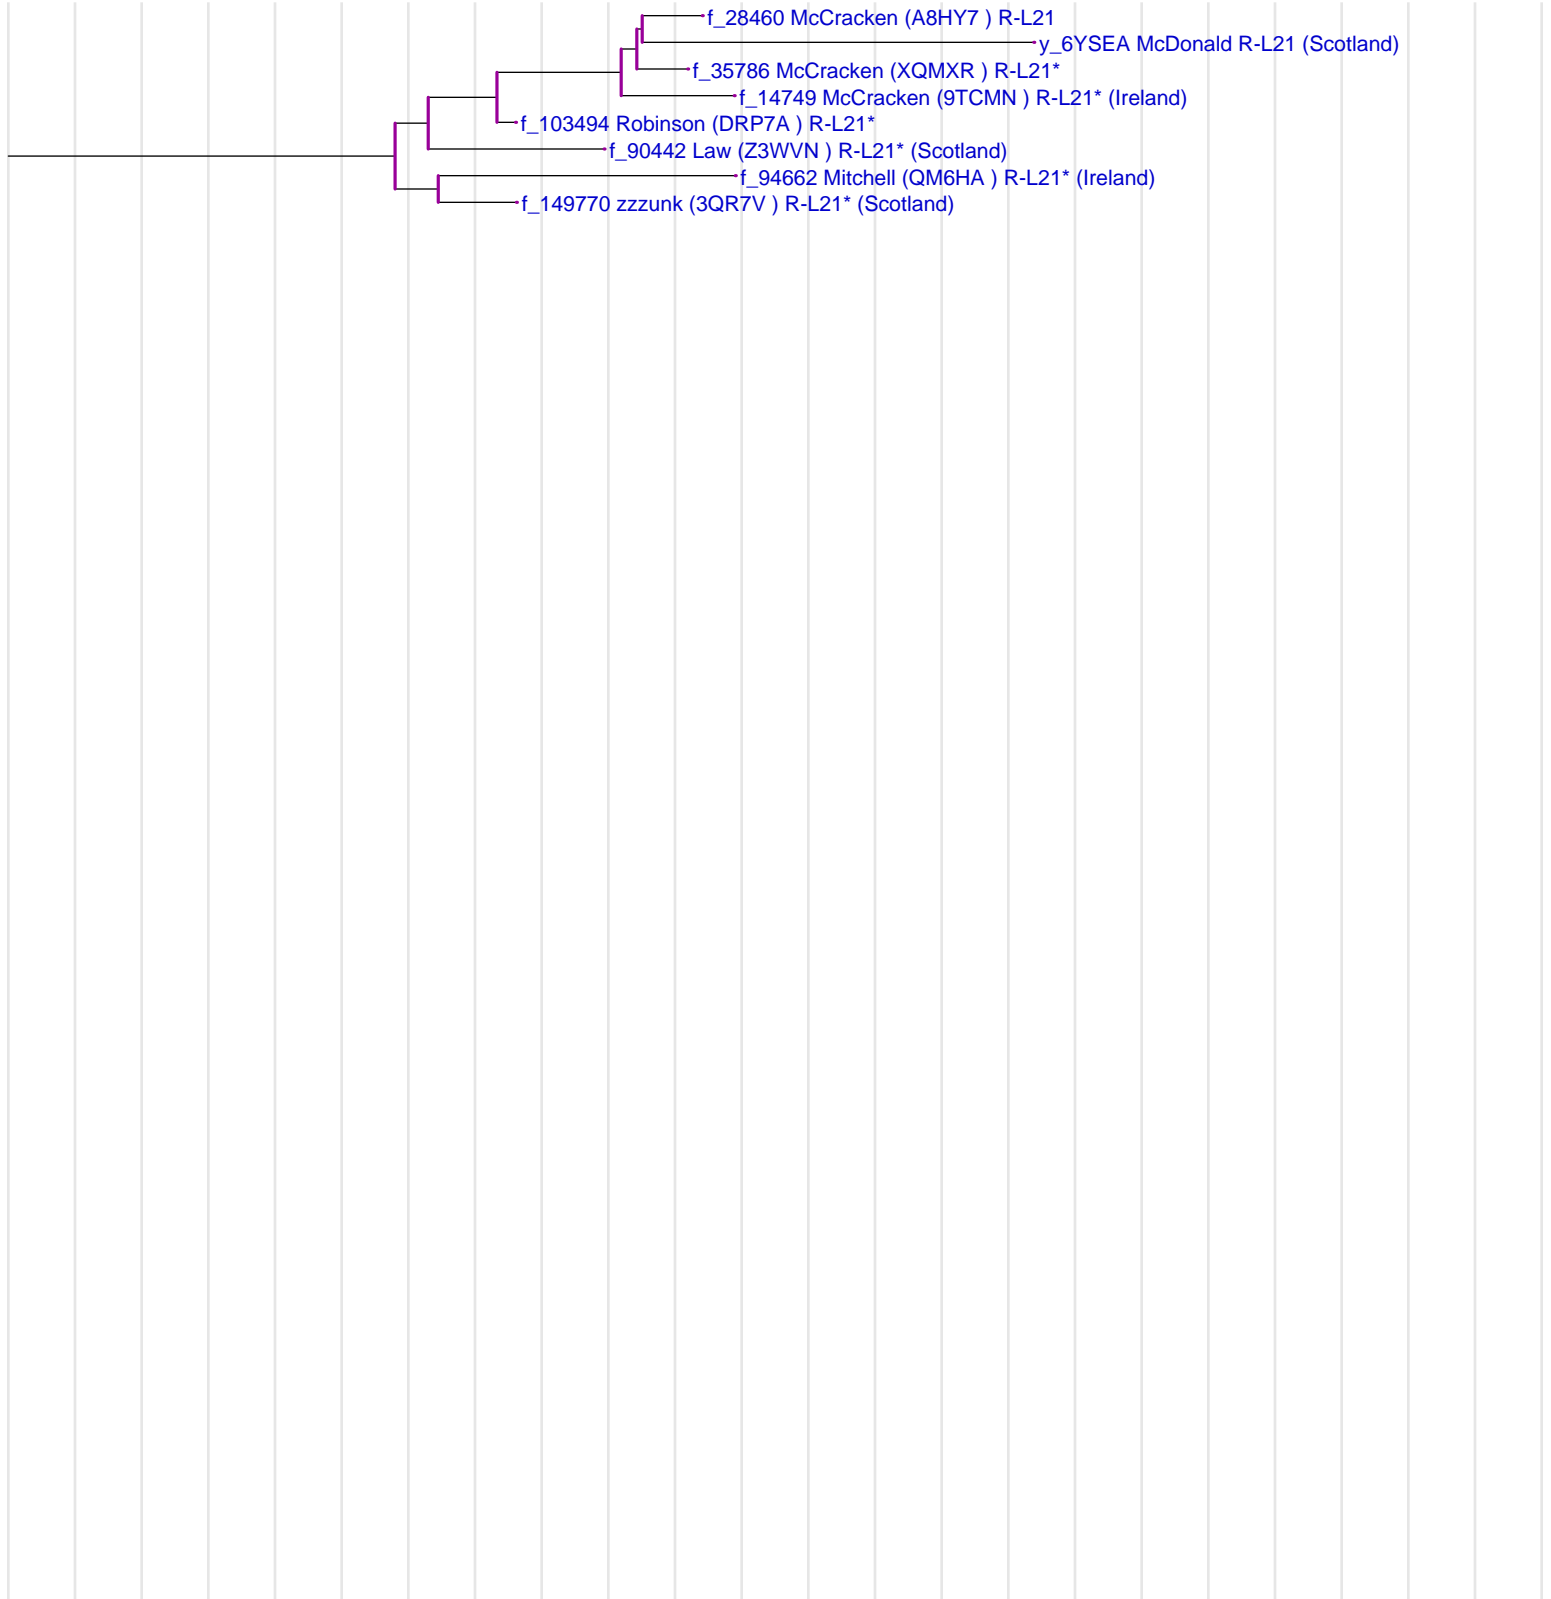 f_28460 McCracken (A8HY7 ) R-L21
y_6YSEA McDonald R-L21 (Scotland)
f_35786 McCracken (XQMXR ) R-L21*
f_14749 McCracken (9TCMN ) R-L21* (Ireland)
f_103494 Robinson (DRP7A ) R-L21*
f_90442 Law (Z3WVN ) R-L21* (Scotland)
f_94662 Mitchell (QM6HA ) R-L21* (Ireland)
f_149770 zzzunk (3QR7V ) R-L21* (Scotland)